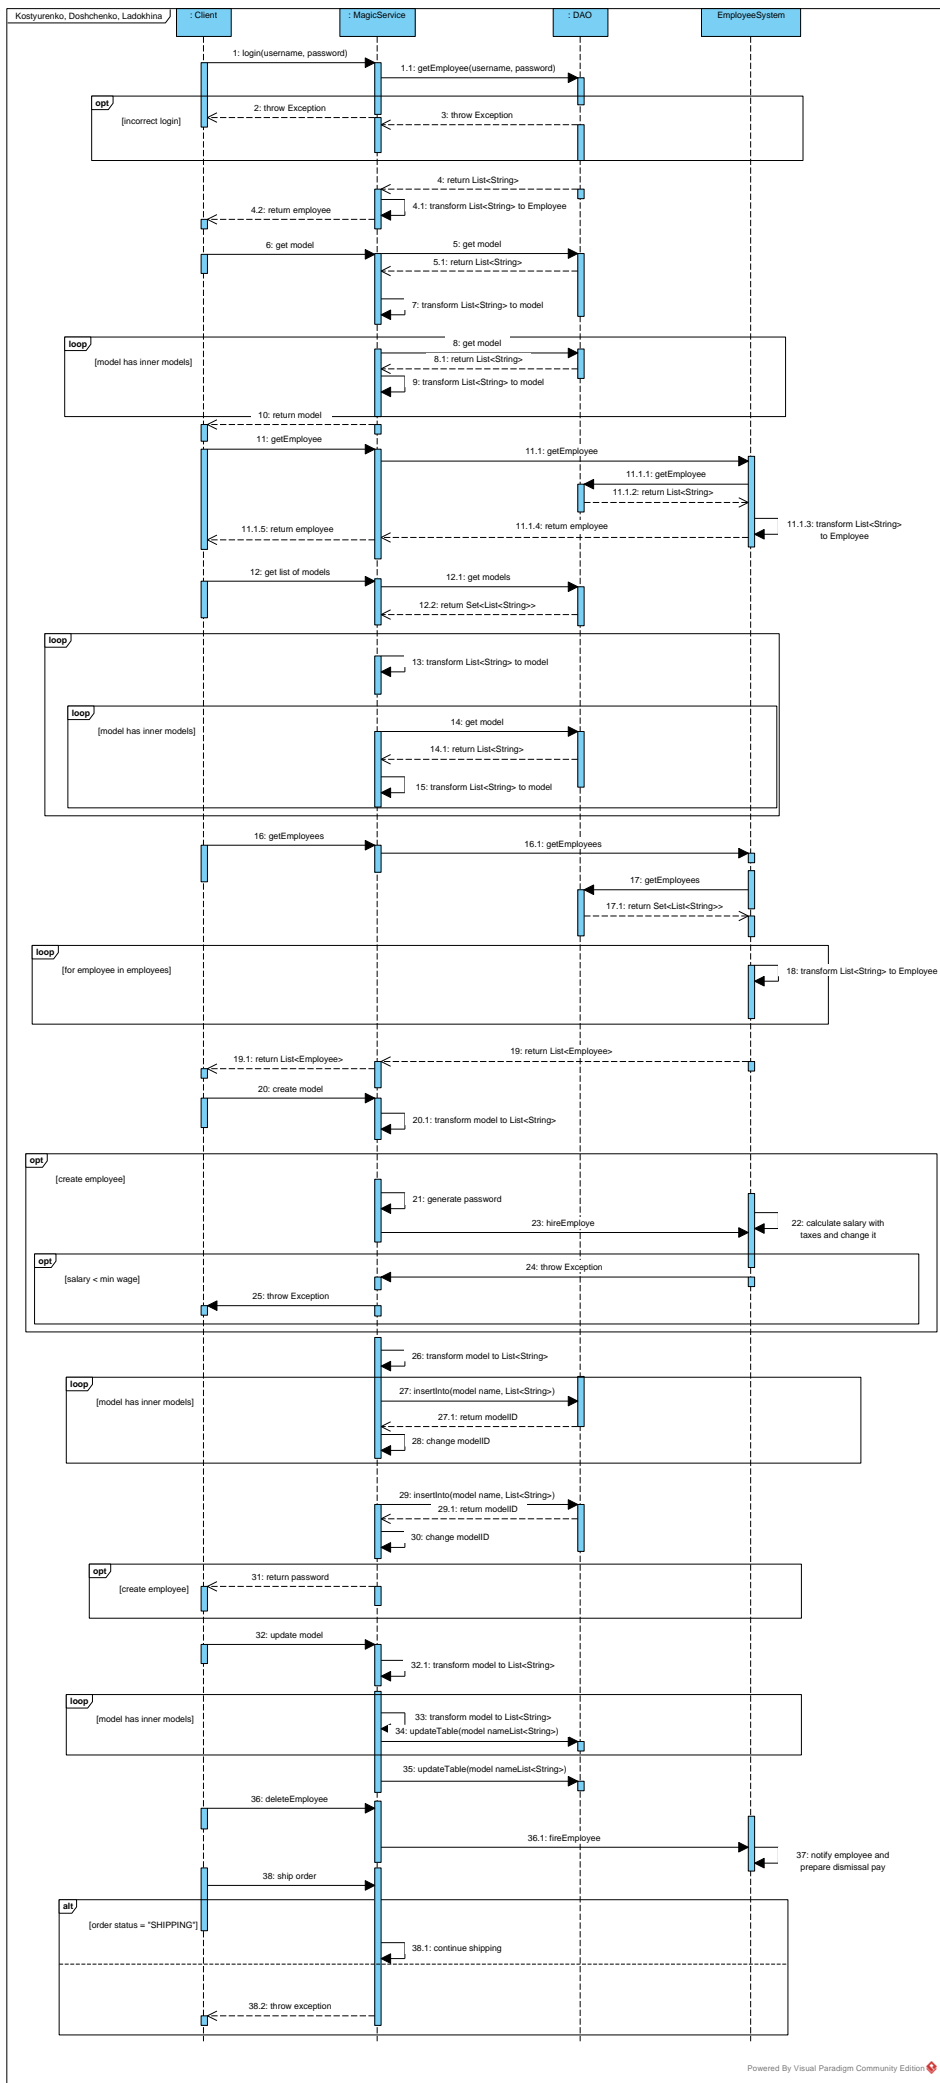 Kostyurenko, Doshchenko, Ladokhina
: Client
: MagicService
: DAO
EmployeeSystem
1: login(username, password)
1.1: getEmployee(username, password)
opt
[incorrect login]
2: throw Exception
3: throw Exception
4: return List<String>
4.1: transform List<String> to Employee
4.2: return employee
6: get model
5: get model
5.1: return List<String>
7: transform List<String> to model
loop
[model has inner models]
8: get model
8.1: return List<String>
9: transform List<String> to model
10: return model
11: getEmployee
11.1: getEmployee
11.1.1: getEmployee
11.1.2: return List<String>
11.1.3: transform List<String>
to Employee
11.1.4: return employee
11.1.5: return employee
12: get list of models
12.1: get models
12.2: return Set<List<String>>
loop
13: transform List<String> to model
loop
[model has inner models]
14: get model
14.1: return List<String>
15: transform List<String> to model
16: getEmployees
16.1: getEmployees
17: getEmployees
17.1: return Set<List<String>>
loop
[for employee in employees]
18: transform List<String> to Employee
19: return List<Employee>
19.1: return List<Employee>
20: create model
20.1: transform model to List<String>
opt
[create employee]
21: generate password
22: calculate salary with
taxes and change it
23: hireEmploye
opt
[salary < min wage]
24: throw Exception
25: throw Exception
26: transform model to List<String>
loop
[model has inner models]
27: insertInto(model name, List<String>)
27.1: return modelID
28: change modelID
29: insertInto(model name, List<String>)
29.1: return modelID
30: change modelID
opt
[create employee]
31: return password
32: update model
32.1: transform model to List<String>
loop
[model has inner models]
33: transform model to List<String>
34: updateTable(model nameList<String>)
35: updateTable(model nameList<String>)
36: deleteEmployee
36.1: fireEmployee
37: notify employee and
prepare dismissal pay
38: ship order
alt
[order status = "SHIPPING"]
38.1: continue shipping
38.2: throw exception
Powered By Visual Paradigm Community Edition